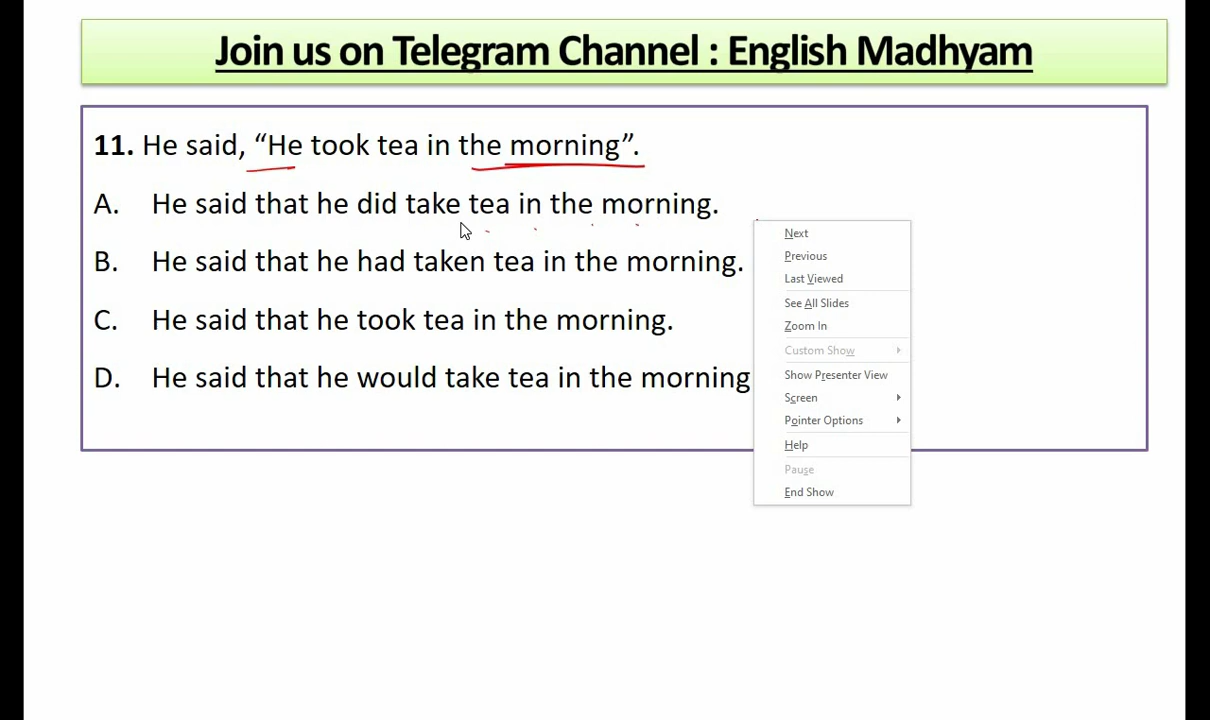 Join us on Telegram Channel : English Madhyam
11. He said, “He took tea in the morning”.
A. He said that he did take tea in the morning.
B. He said that he had taken tea in the morning.
C. He said that he took tea in the morning.
D. He said that he would take tea in the morning
Next
Previous
Last Viewed
See All Slides
Zoom In
Custom Show
Show Presenter View
Screen
Pointer Options
Help
Pause
End Show